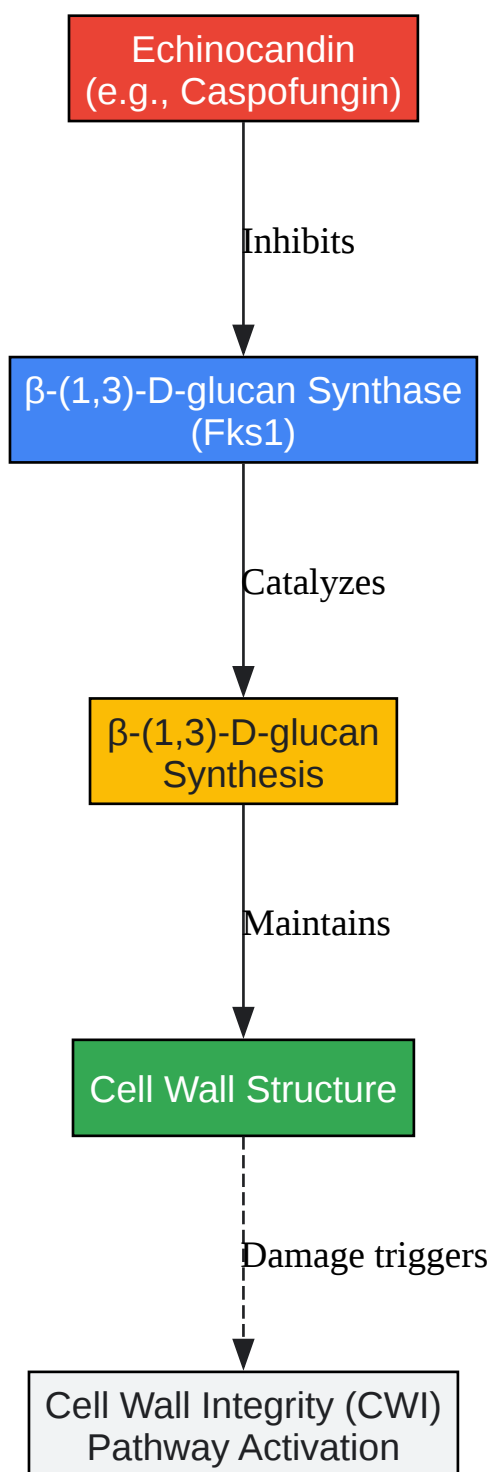 Echinocandin
(e.g., Caspofungin)
Inhibits
β-(1,3)-D-glucan Synthase
(Fks1)
Catalyzes
β-(1,3)-D-glucan
Synthesis
Maintains
Cell Wall Structure
Damage triggers
Cell Wall Integrity (CWI)
Pathway Activation